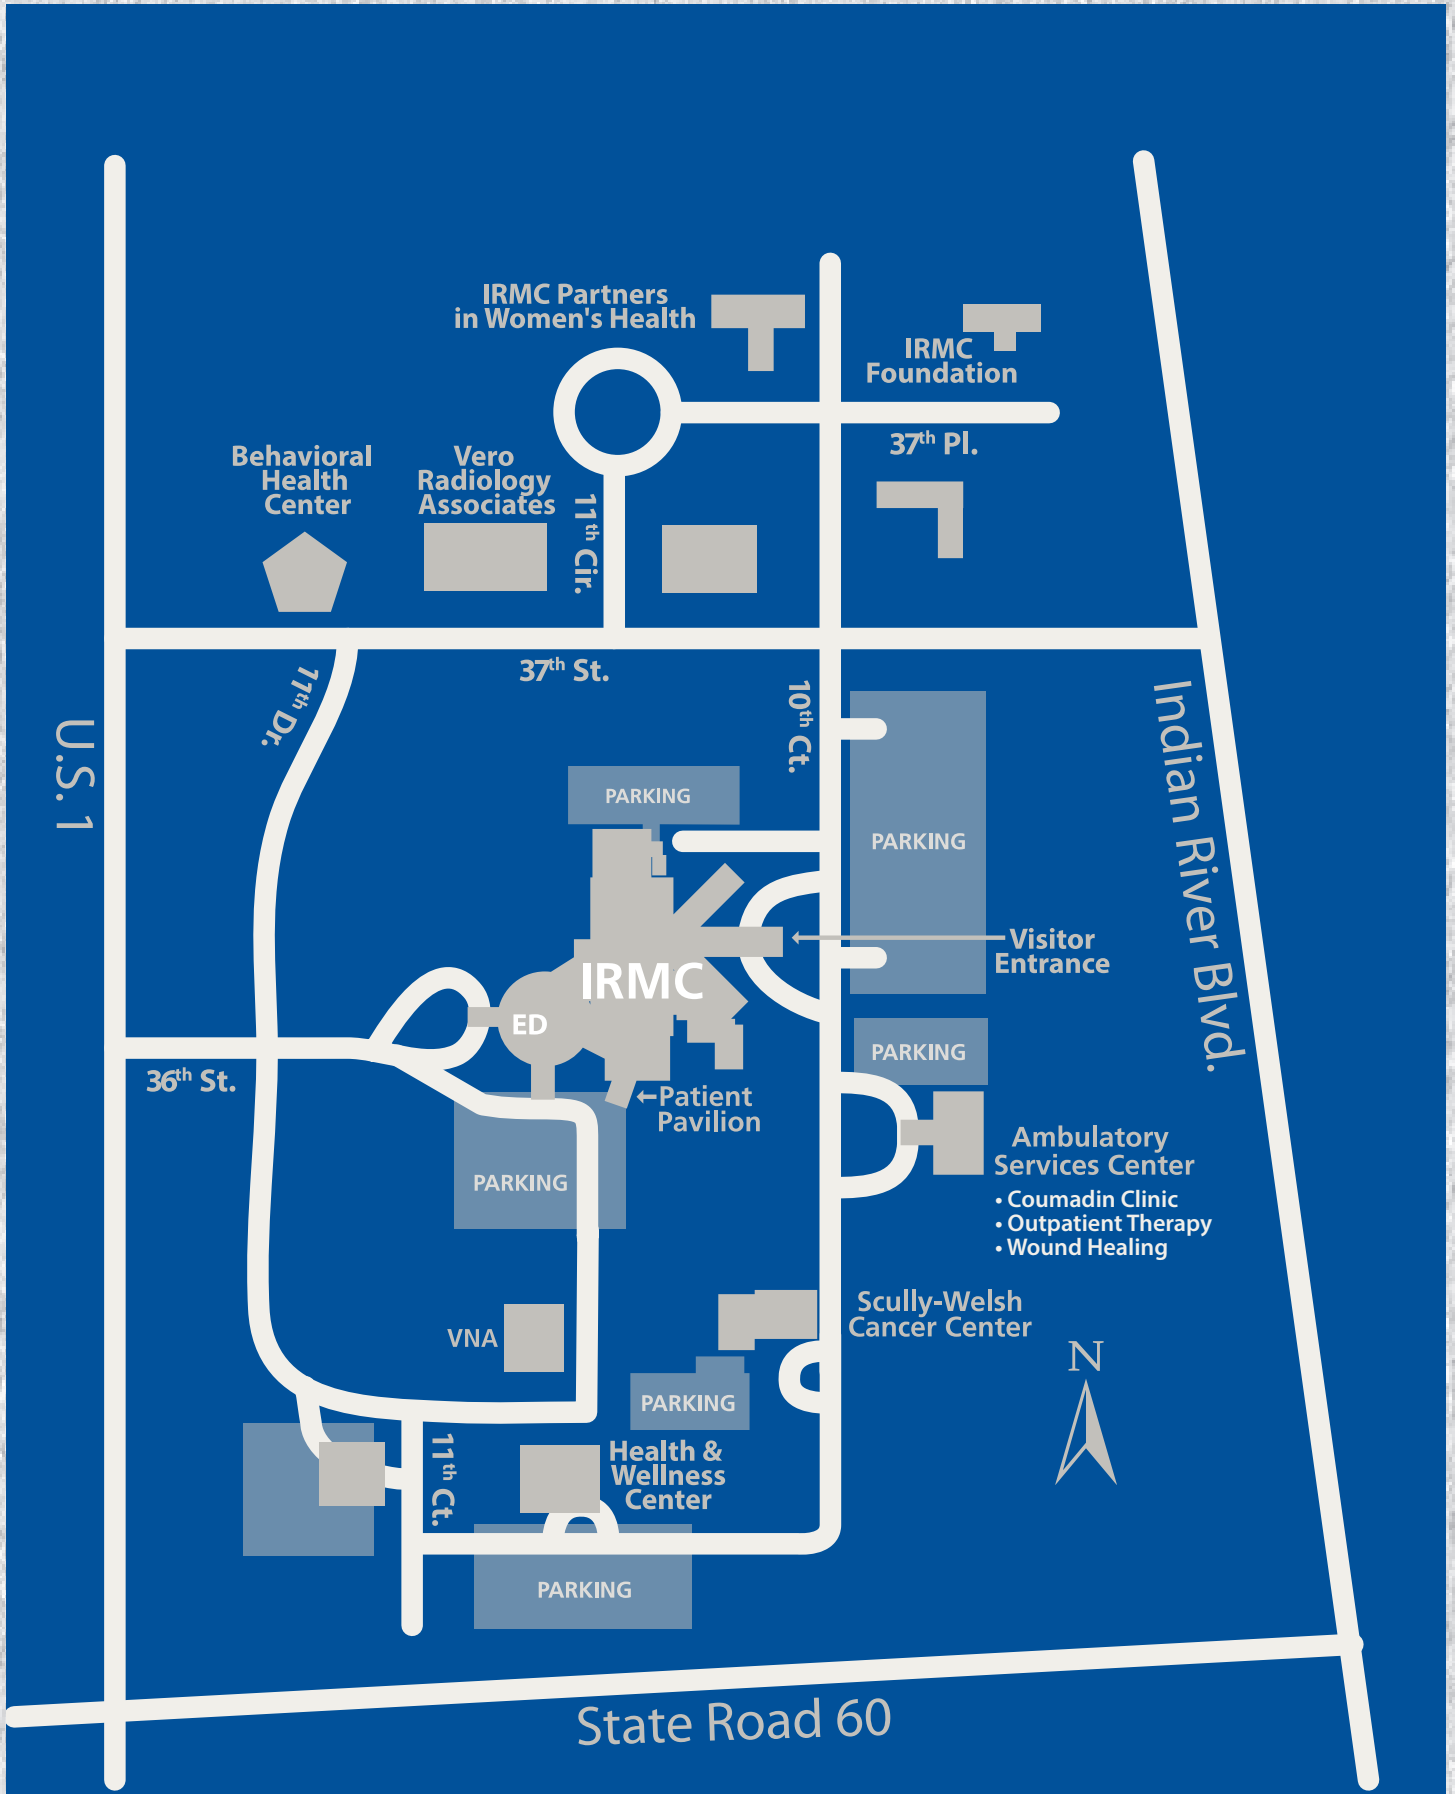 IRMC Partners
in Women's Health
IRMC
Foundation
37th Pl.
Behavioral
Health
Center
Vero
Radiology
Associates
11th Cir.
37th St.
11th Dr.
10th Ct.
U.S. 1
Indian River Blvd.
PARKING
PARKING
Visitor
Entrance
IRMC
ED
PARKING
36th St.
Patient
Pavilion
Ambulatory
Services Center
• Coumadin Clinic
• Outpatient Therapy
• Wound Healing
PARKING
Scully-Welsh
Cancer Center
VNA
N
PARKING
11th Ct.
Health &
Wellness
Center
PARKING
State Road 60